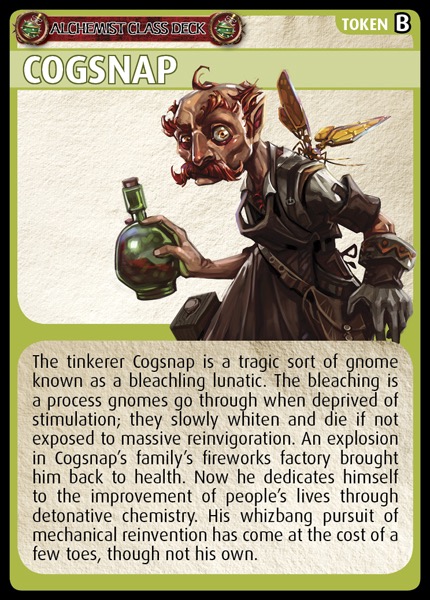 ALCHEMIST CLASS DECK
TOKEN B
COGSNAP
The tinkerer Cogsnap is a tragic sort of gnome
known as a bleachling lunatic. The bleaching is
a process gnomes go through when deprived of
stimulation; they slowly whiten and die if not
exposed to massive reinvigoration. An explosion
in Cogsnap’s family’s fireworks factory brought
him back to health. Now he dedicates himself
to the improvement of people’s lives through
detonative chemistry. His whizbang pursuit of
mechanical reinvention has come at the cost of a
few toes, though not his own.